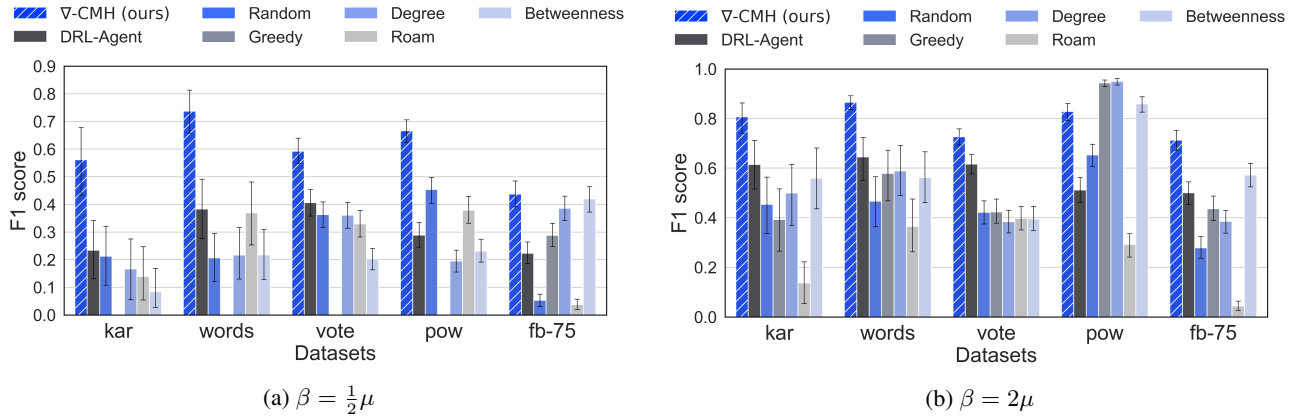 ∇-CMH (ours) Random Degree Betweenness
DRL-Agent Greedy Roam
0.9
0.8
0.7
0.6
0.5
0.4
0.3
0.2
0.1
0.0
F1 score
kar words vote pow fb-75
Datasets
(a) β = 1/2 μ
∇-CMH (ours) Random Degree Betweenness
DRL-Agent Greedy Roam
1.0
0.8
0.6
0.4
0.2
0.0
F1 score
kar words vote pow fb-75
Datasets
(b) β = 2μ